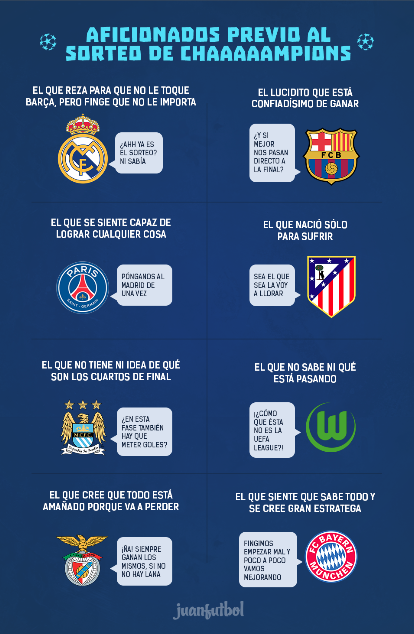 AFICIONADOS PREVIO AL
SORTEO DE CHAAAAAMPIONS
EL QUE REZA PARA QUE NO LE TOQUE
BARÇA, PERO FINGE QUE NO LE IMPORTA
¿AHH YA ES
EL SORTEO?
NI SABÍA
EL LUCIDITO QUE ESTÁ
CONFIADÍSIMO DE GANAR
¿Y SI
MEJOR
NOS PASAN
DIRECTO A
LA FINAL?
FCB
EL QUE SE SIENTE CAPAZ DE
LOGRAR CUALQUIER COSA
PARIS
SAINT-GERMAIN
PÓNGANOS AL
MADRID DE
UNA VEZ
EL QUE NACIÓ SÓLO
PARA SUFRIR
SEA EL QUE
SEA LA VOY
A LLORAR
EL QUE NO TIENE NI IDEA DE QUÉ
SON LOS CUARTOS DE FINAL
¿EN ESTA
FASE TAMBIÉN
HAY QUE
METER GOLES?
EL QUE NO SABE NI QUÉ
ESTÁ PASANDO
¡¿CÓMO
QUE ÉSTA
NO ES LA
UEFA
LEAGUE?!
EL QUE CREE QUE TODO ESTÁ
AMAÑADO PORQUE VA A PERDER
¡RAI SIEMPRE
GANAN LOS
MISMOS, SI NO
NO HAY LANA
EL QUE SIENTE QUE SABE TODO Y
SE CREE GRAN ESTRATEGA
FINGIMOS
EMPEZAR MAL Y
POCO A POCO
VAMOS
MEJORANDO
FC BAYERN
MÜNCHEN
juanfutbol